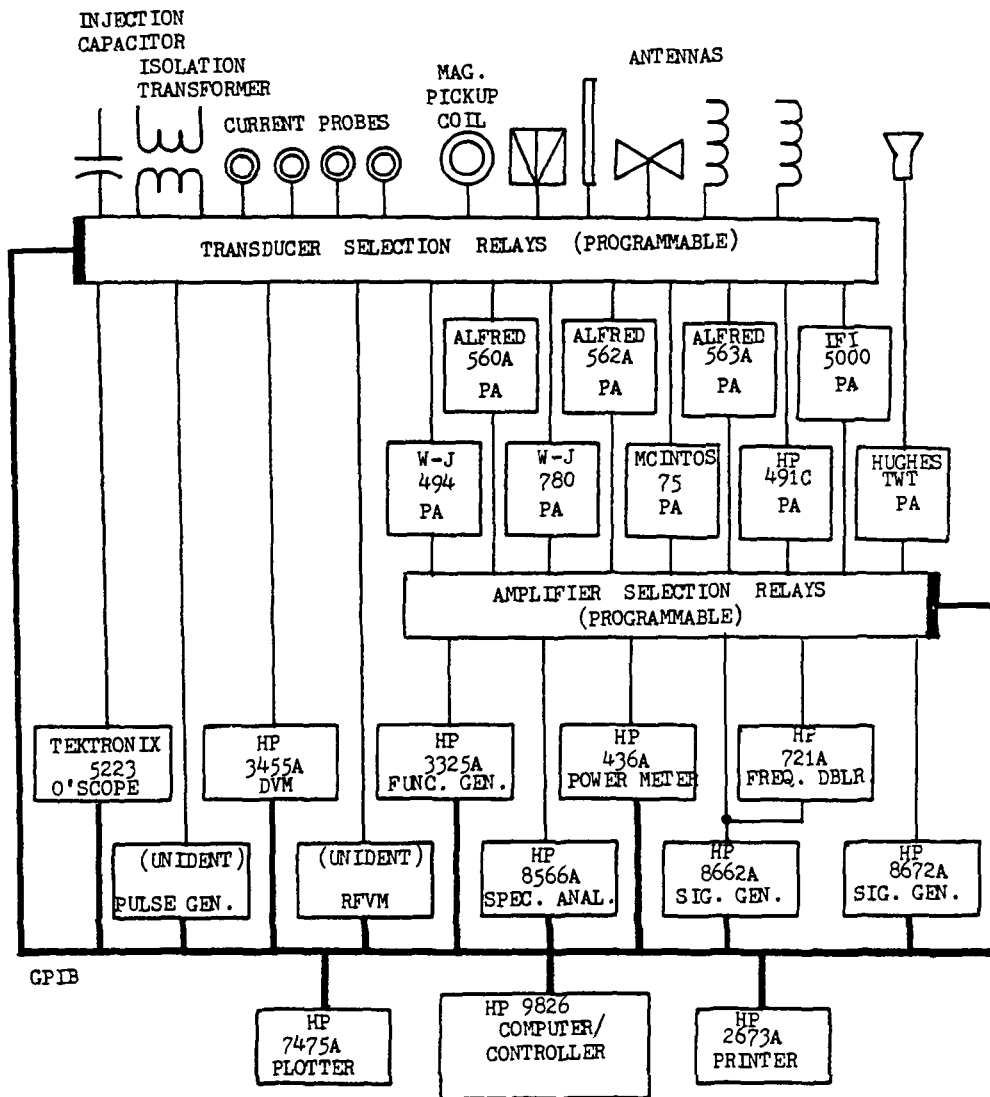 INJECTION
CAPACITOR
ISOLATION
TRANSFORMER
CURRENT PROBES
MAG.
PICKUP
COIL
ANTENNAS
TRANSDUCER SELECTION RELAYS (PROGRAMMABLE)
ALFRED
560A
PA
ALFRED
562A
PA
ALFRED
563A
PA
IFI
5000
PA
W-J
494
PA
W-J
780
PA
MCINTOS
75
PA
HP
491C
PA
HUGHES
TWT
PA
AMPLIFIER SELECTION RELAYS
(PROGRAMMABLE)
TEKTRONIX
5223
O'SCOPE
HP
3455A
DVM
HP
3325A
FUNC. GEN.
HP
436A
POWER METER
HP
721A
FREQ. DBLR
(UNIDENT)
PULSE GEN.
(UNIDENT)
RFVM
HP
8566A
SPEC. ANAL.
HP
8662A
SIG. GEN.
HP
8672A
SIG. GEN.
GPIB
HP
7475A
PLOTTER
HP 9826
COMPUTER/
CONTROLLER
HP
2673A
PRINTER